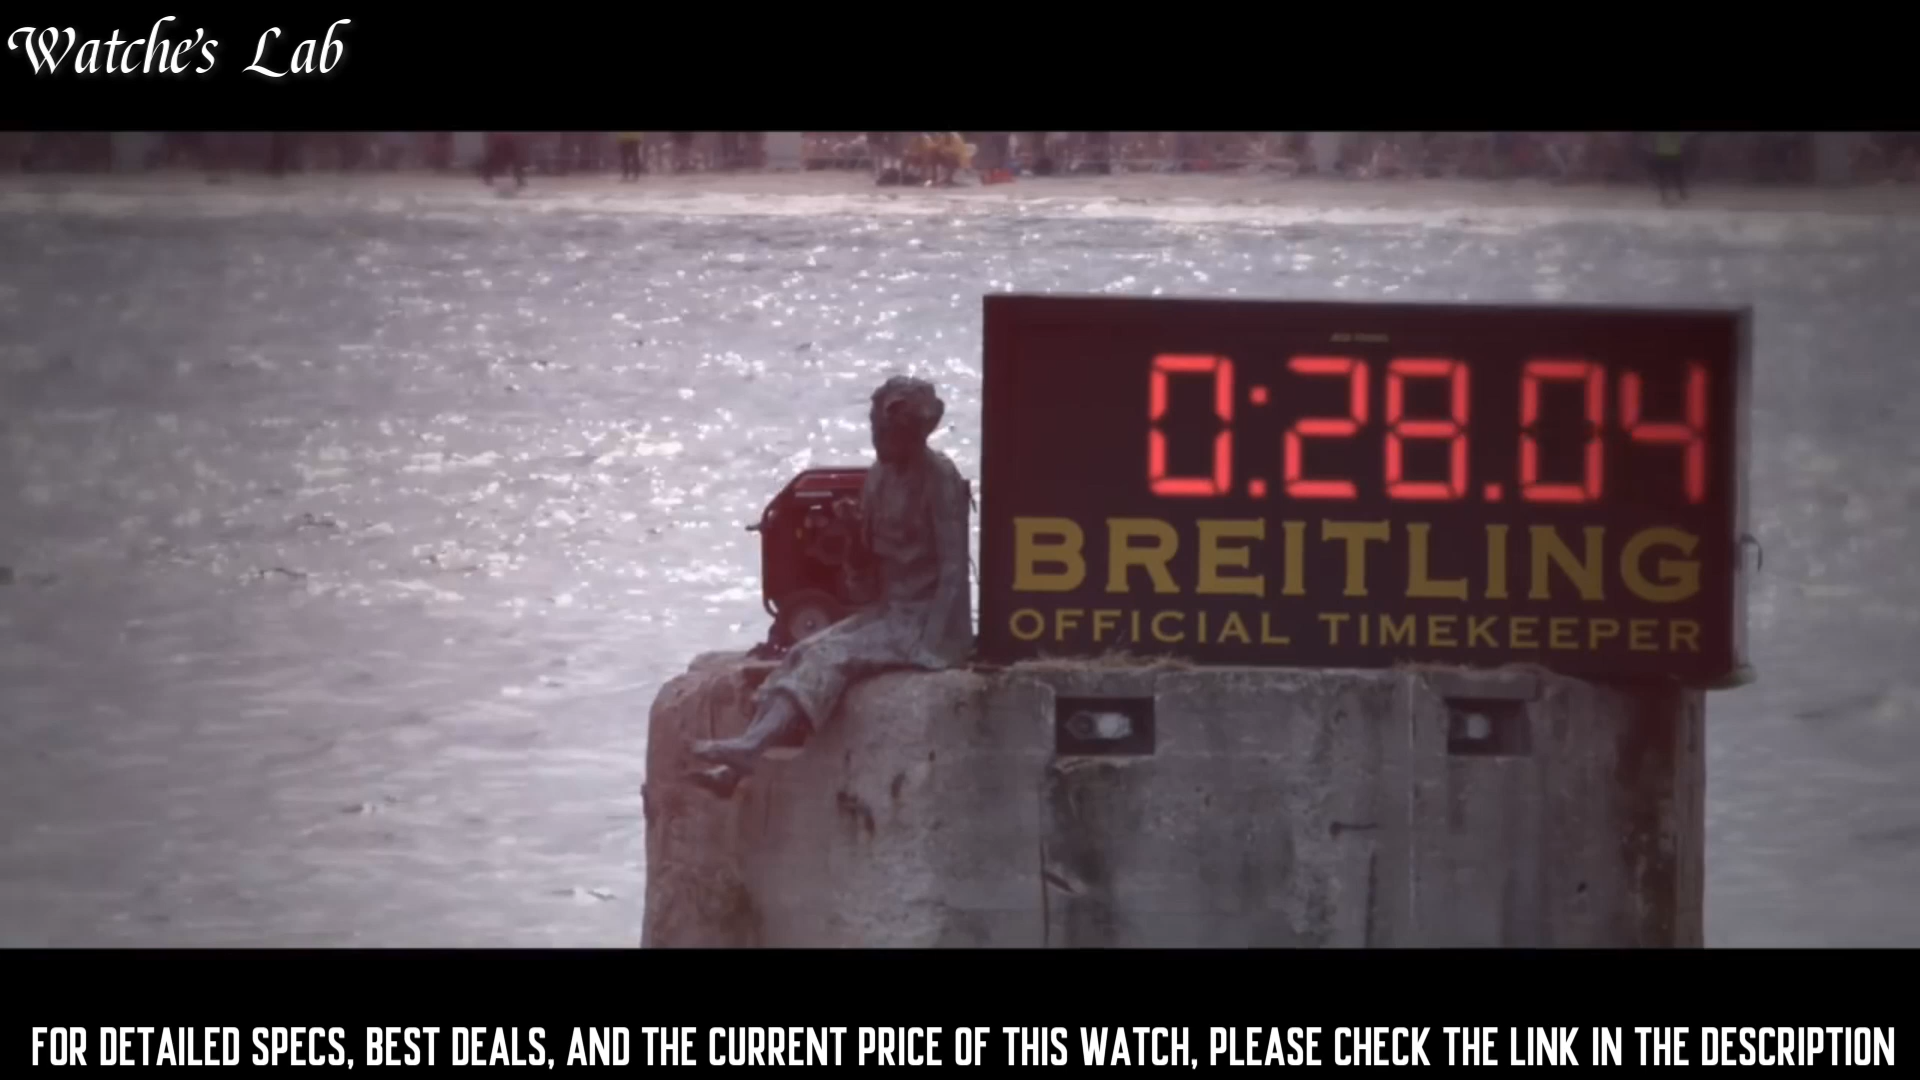 Watche's Lab
0:28.04
BREITLING
OFFICIAL TIMEKEEPER
FOR DETAILED SPECS, BEST DEALS, AND THE CURRENT PRICE OF THIS WATCH, PLEASE CHECK THE LINK IN THE DESCRIPTION